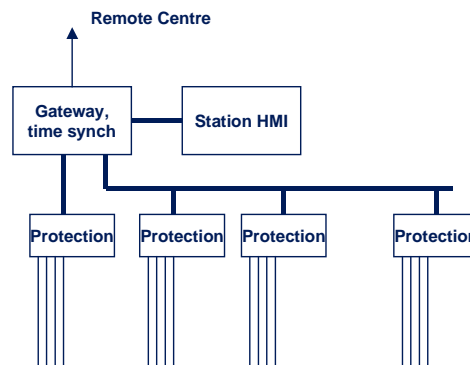 Remote Centre
Gateway,
time synch
Station HMI
Protection
Protection
Protection
Protection